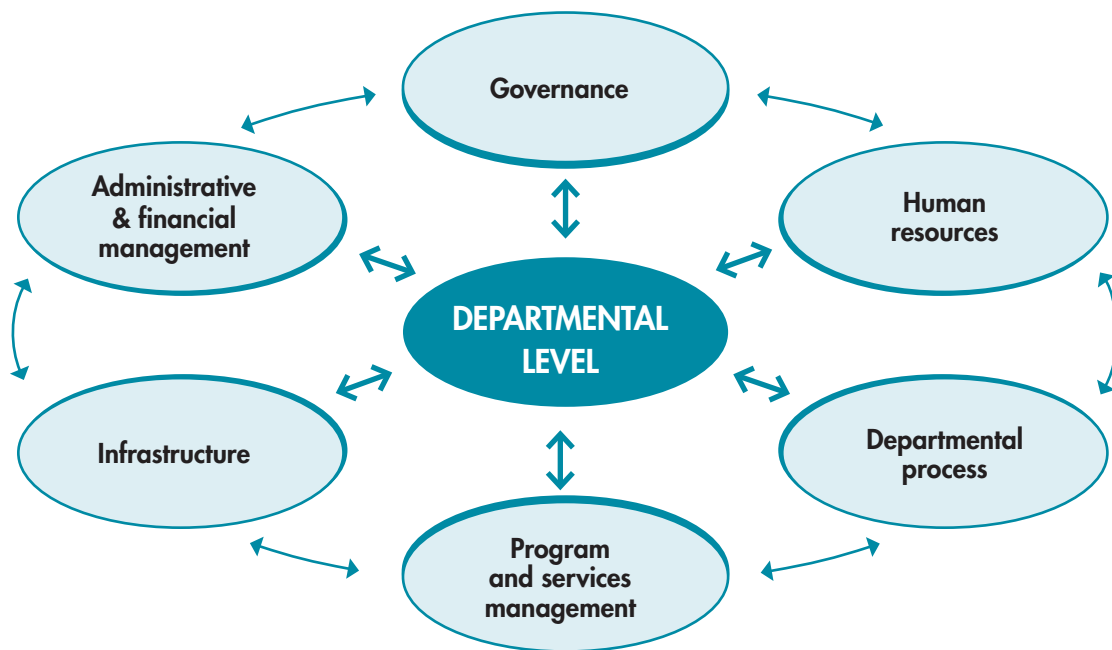 Governance
Administrative
& financial
management
Human
resources
DEPARTMENTAL
LEVEL
Infrastructure
Departmental
process
Program
and services
management